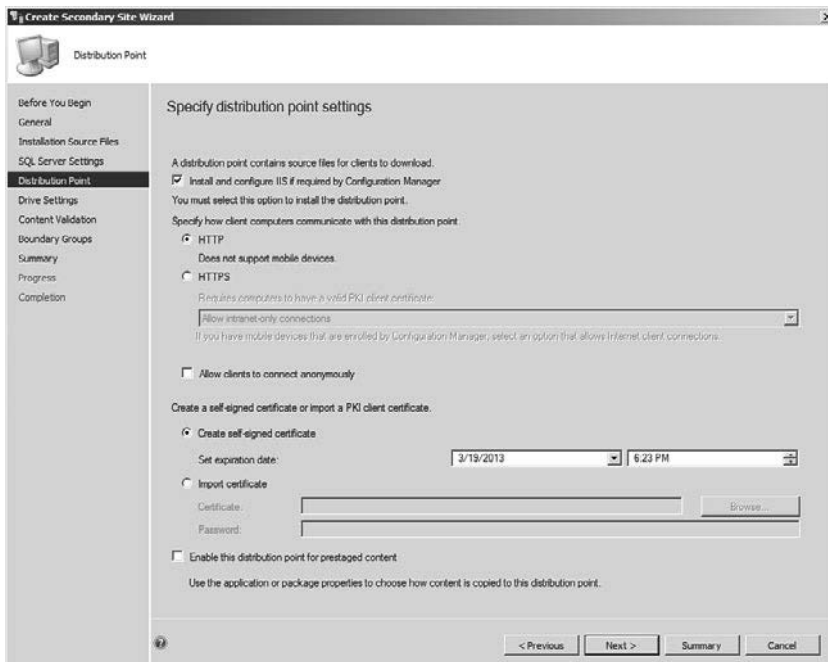 Create Secondary Site Wizard
Distribution Point
Before You Begin
General
Installation Source Files
SQL Server Settings
Distribution Point
Drive Settings
Content Validation
Boundary Groups
Summary
Progress
Completion
Specify distribution point settings
A distribution point contains source files for clients to download.
Install and configure IIS if required by Configuration Manager
You must select this option to install the distribution point.
Specify how client computers communicate with this distribution point
HTTP
Does not support mobile devices.
HTTPS
Requires computers to have a valid PKI client certificate:
Allow intranet-only connections
If you have mobile devices that are enrolled by Configuration Manager, select an option that allows Internet client connections.
Allow clients to connect anonymously
Create a self-signed certificate or import a PKI client certificate.
Create self-signed certificate
Set expiration date: 3/19/2013 6:23 PM
Import certificate
Certificate: Browse...
Password:
Enable this distribution point for prestaged content
Use the application or package properties to choose how content is copied to this distribution point.
< Previous Next > Summary Cancel